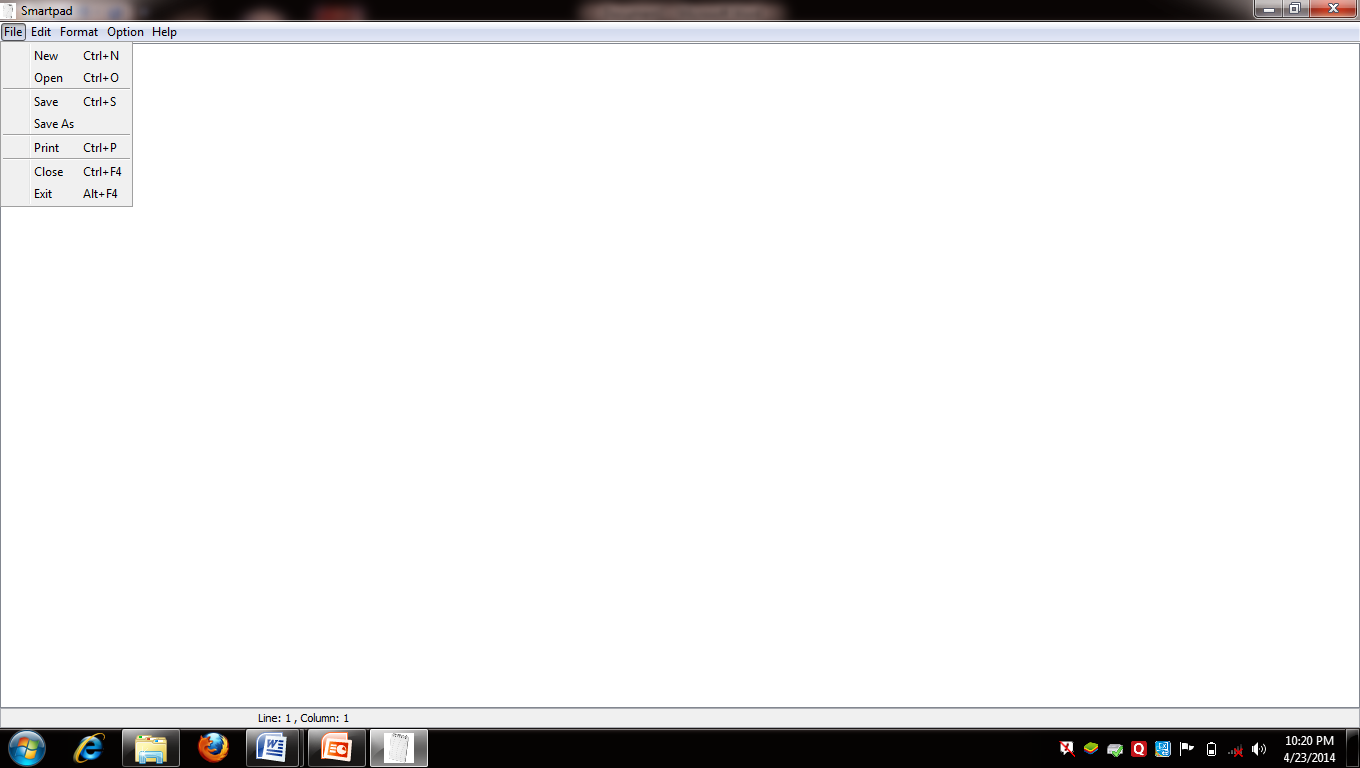 Smartpad
File Edit Format Option Help
New Ctrl+N
Open Ctrl+O
Save Ctrl+S
Save As
Print Ctrl+P
Close Ctrl+F4
Exit Alt+F4
Line: 1 , Column: 1
10:20 PM
4/23/2014